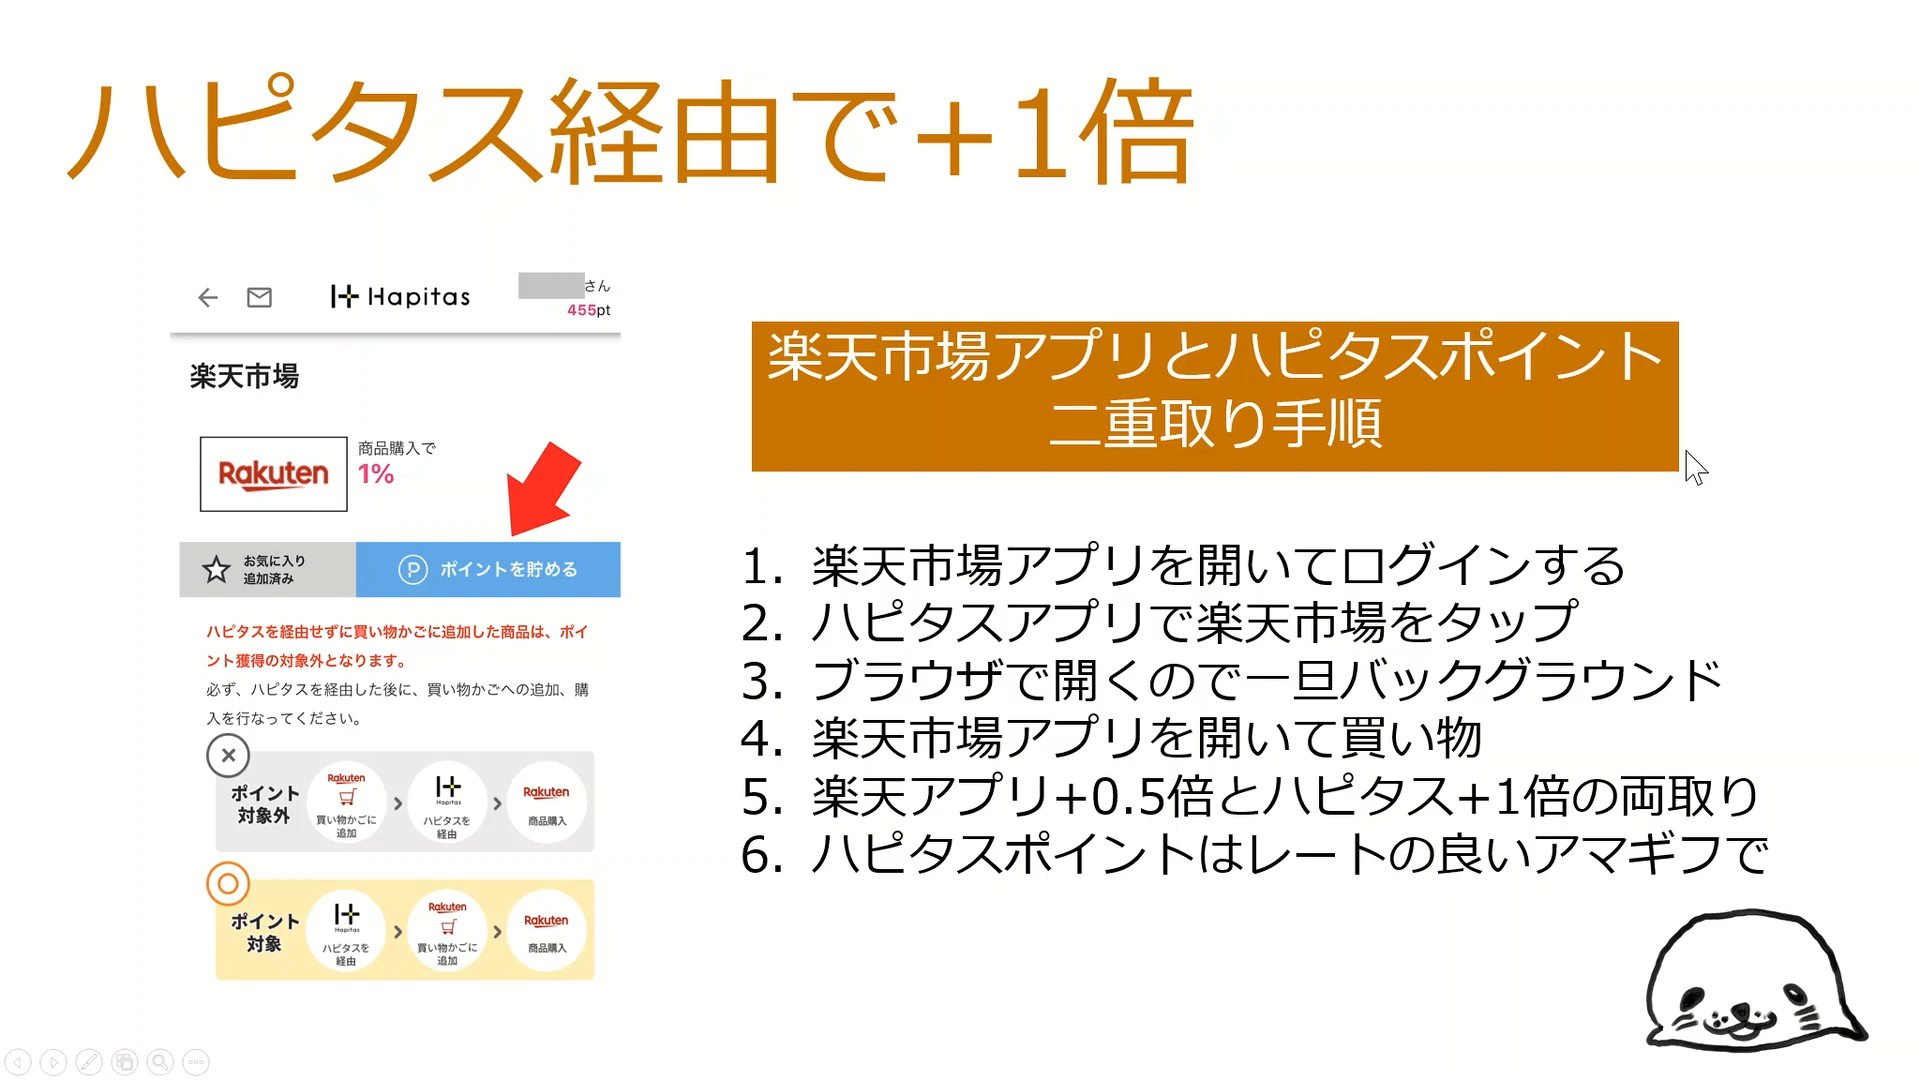 ハピタス経由で+1倍
Hapitas
さん
455pt
楽天市場
Rakuten
商品購入で
1%
お気に入り
追加済み
P ポイントを貯める
ハピタスを経由せずに買い物かごに追加した商品は、ポイ
ント獲得の対象外となります。
必ず、ハピタスを経由した後に、買い物かごへの追加、購
入を行なってください。
ポイント
対象外
Rakuten
買い物かごに
追加
Hapitas
ハピタスを
経由
Rakuten
商品購入
ポイント
対象
Hapitas
ハピタスを
経由
Rakuten
買い物かごに
追加
Rakuten
商品購入
楽天市場アプリとハピタスポイント
二重取り手順
1. 楽天市場アプリを開いてログインする
2. ハピタスアプリで楽天市場をタップ
3. ブラウザで開くので一旦バックグラウンド
4. 楽天市場アプリを開いて買い物
5. 楽天アプリ+0.5倍とハピタス+1倍の両取り
6. ハピタスポイントはレートの良いアマギフで